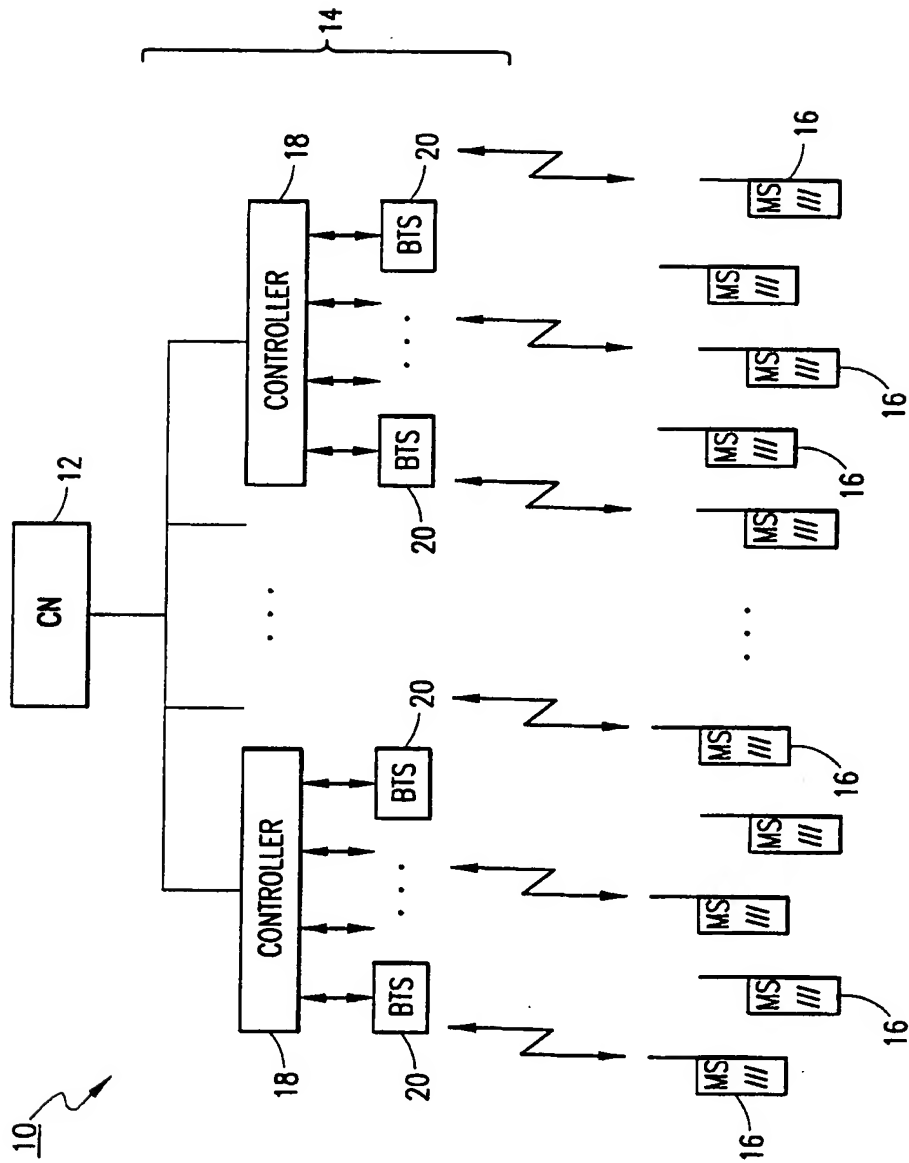 10
CN
12
14
18
CONTROLLER
CONTROLLER
18
20
BTS
. . .
BTS
20
. . .
20
BTS
. . .
BTS
20
16
MS
MS
16
MS
MS
MS
16
. . .
MS
MS
16
MS
16
MS
MS
16